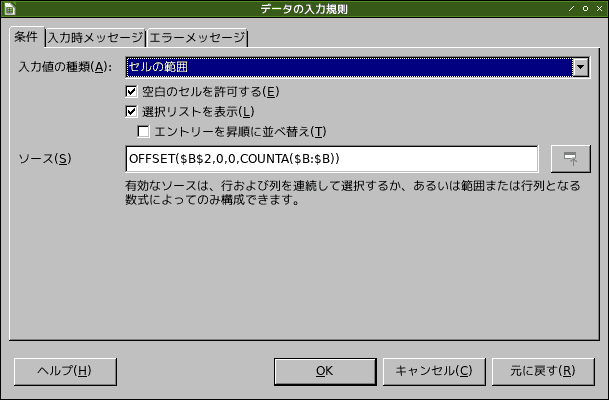 データの入力規則
条件 入力時メッセージ エラーメッセージ
入力値の種類(A): セルの範囲
空白のセルを許可する(E)
選択リストを表示(L)
エントリーを昇順に並べ替え(T)
ソース(S) OFFSET($B$2,0,0,COUNTA($B:$B))
有効なソースは、行および列を連続して選択するか、あるいは範囲または行列となる
数式によってのみ構成できます。
ヘルプ(H) OK キャンセル(C) 元に戻す(R)